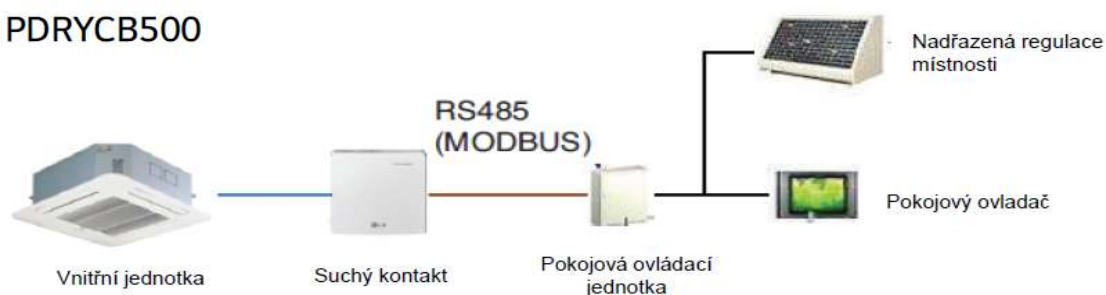 PDRYCB500
Nadřazená regulace
místnosti
RS485
(MODBUS)
Pokojový ovladač
Vnitřní jednotka
Suchý kontakt
Pokojová ovládací
jednotka